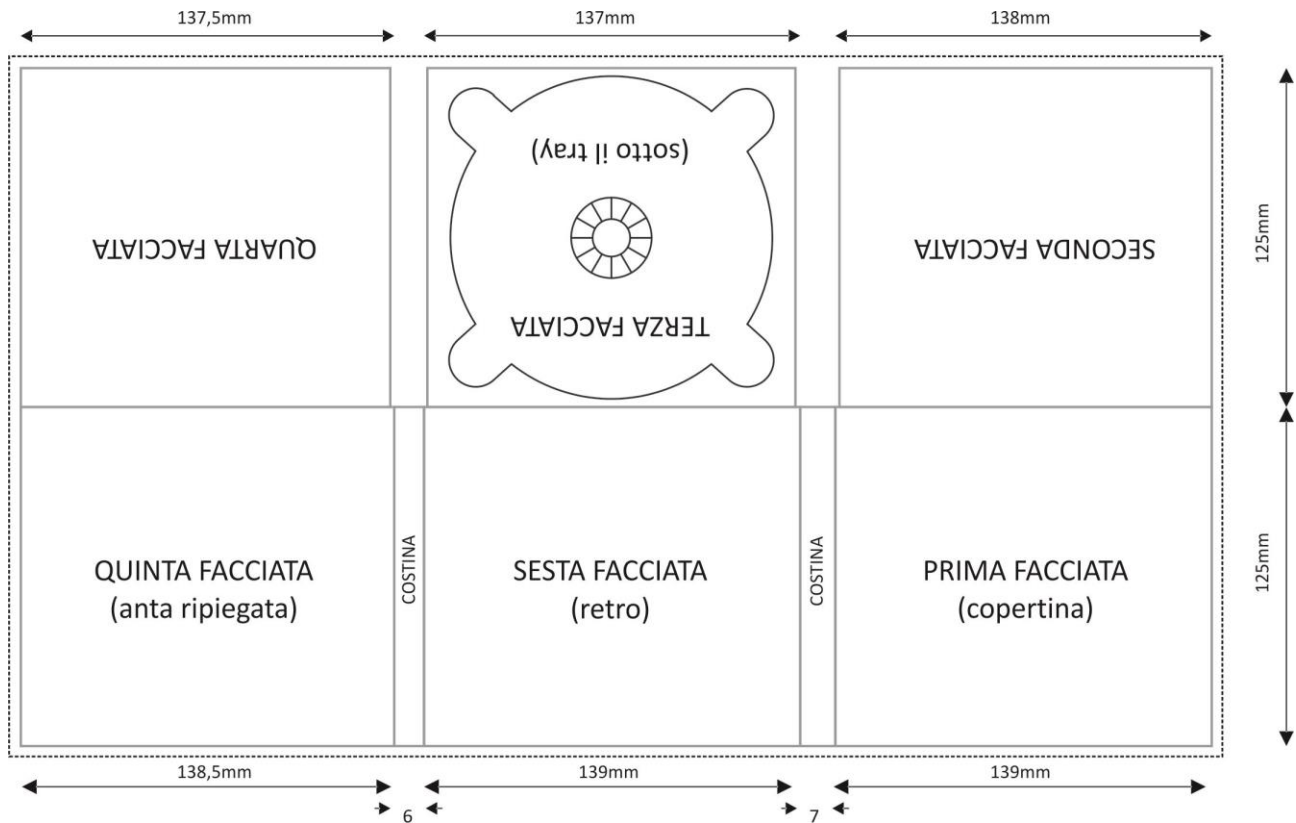 137,5mm
137mm
138mm
QUARTA FACCIATA
(sotto il tray)
TERZA FACCIATA
SECONDA FACCIATA
125mm
QUINTA FACCIATA
(anta ripiegata)
COSTINA
SESTA FACCIATA
(retro)
COSTINA
PRIMA FACCIATA
(copertina)
125mm
138,5mm
139mm
139mm
6
7